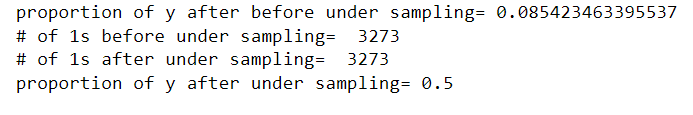 proportion of y after before under sampling= 0.085423463395537
# of 1s before under sampling=  3273
# of 1s after under sampling=  3273
proportion of y after under sampling= 0.5